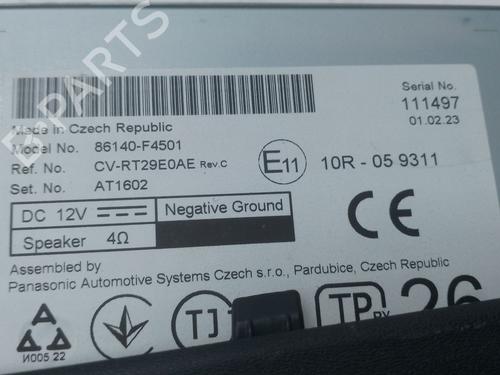 B-PARTS
Serial No.
111497
01.02.23
Made in Czech Republic
Model No. 86140-F4501
Ref. No. CV-RT29E0AE Rev.C
Set. No. AT1602
E11 10R - 05 9311
DC 12V Negative Ground
Speaker 4Ω
CE
Assembled by
Panasonic Automotive Systems Czech s.r.o., Pardubice, Czech Republic
TJ
TP
BY
26
И005 22